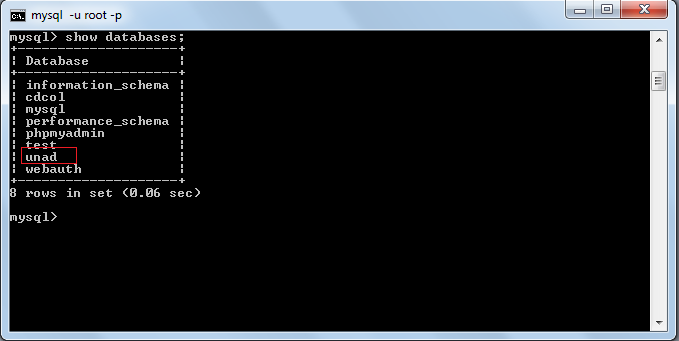 mysql -u root -p
mysql> show databases;
+--------------------+
| Database           |
+--------------------+
| information_schema |
| cdcol              |
| mysql              |
| performance_schema |
| phpmyadmin         |
| test               |
| unad               |
| webauth            |
+--------------------+
8 rows in set (0.06 sec)
mysql>